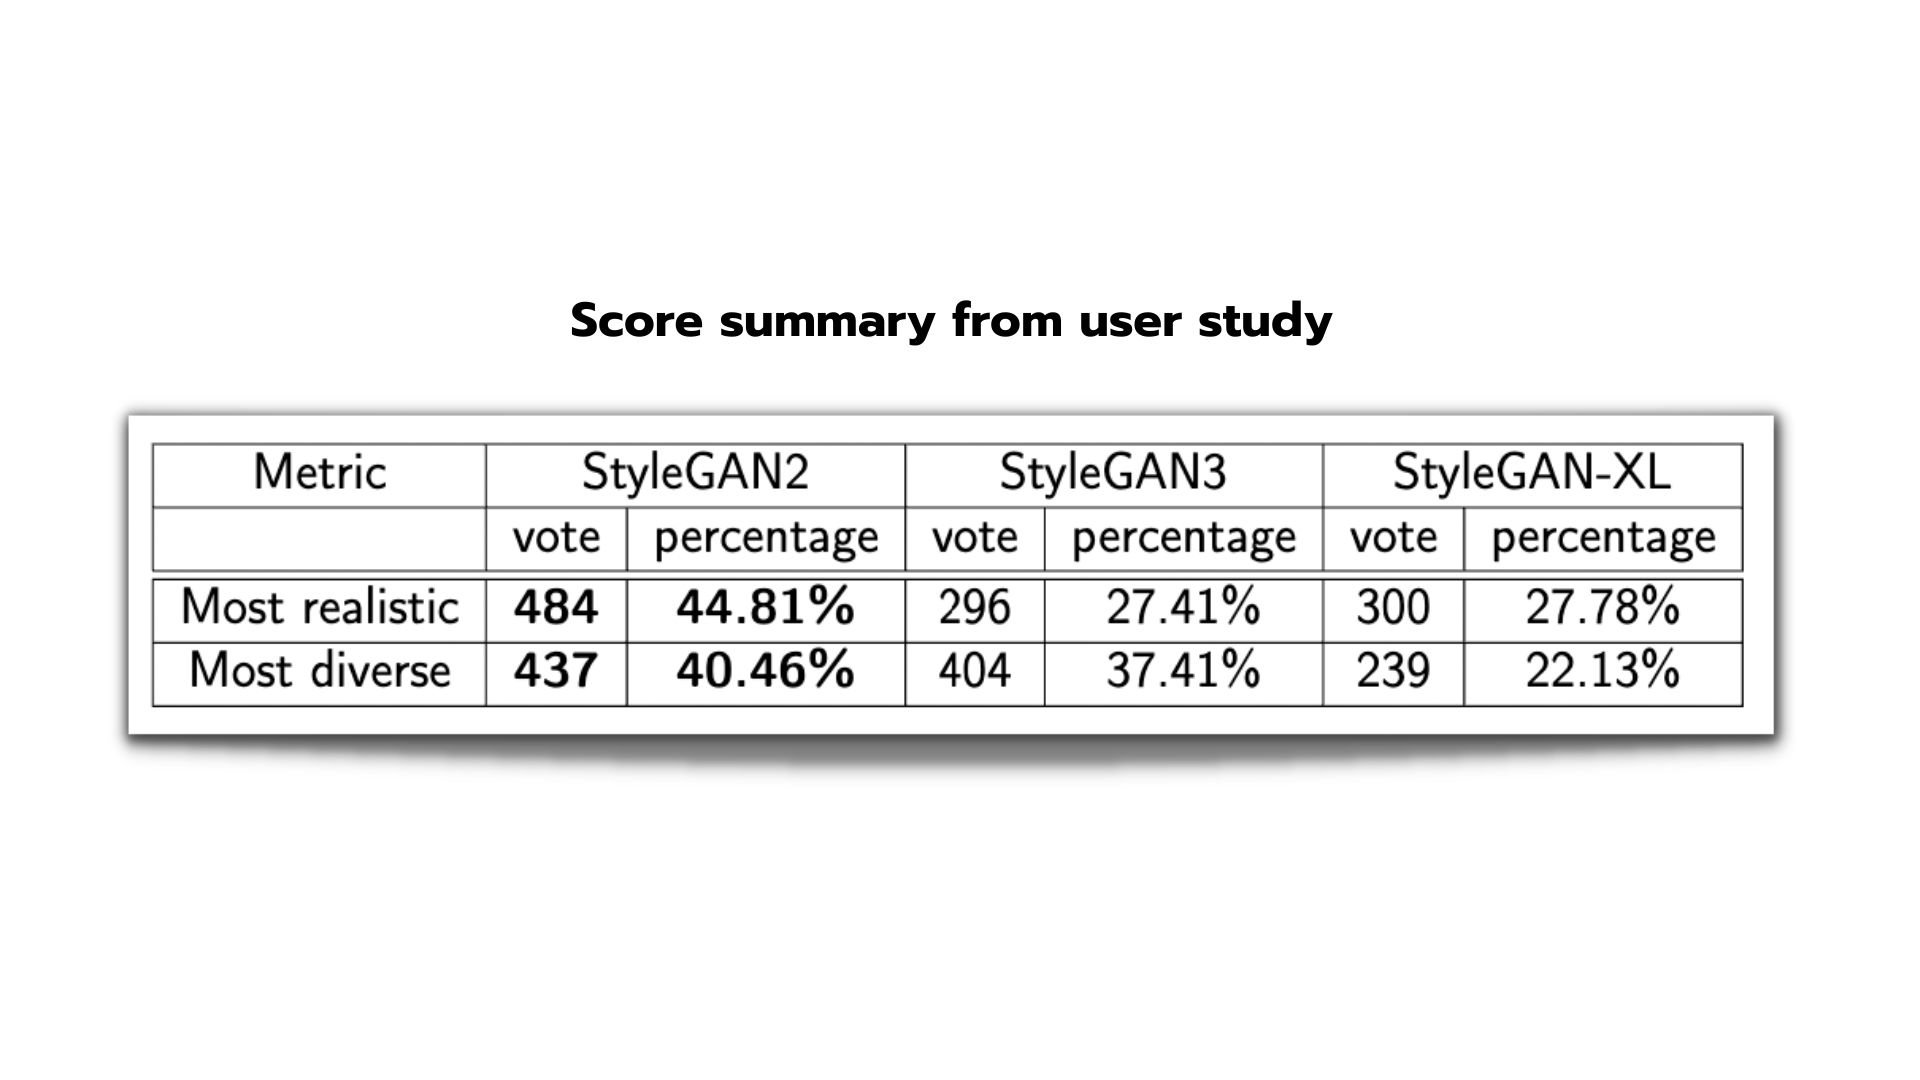 Score summary from user study
Metric StyleGAN2 StyleGAN3 StyleGAN-XL
vote percentage vote percentage vote percentage
Most realistic 484 44.81% 296 27.41% 300 27.78%
Most diverse 437 40.46% 404 37.41% 239 22.13%